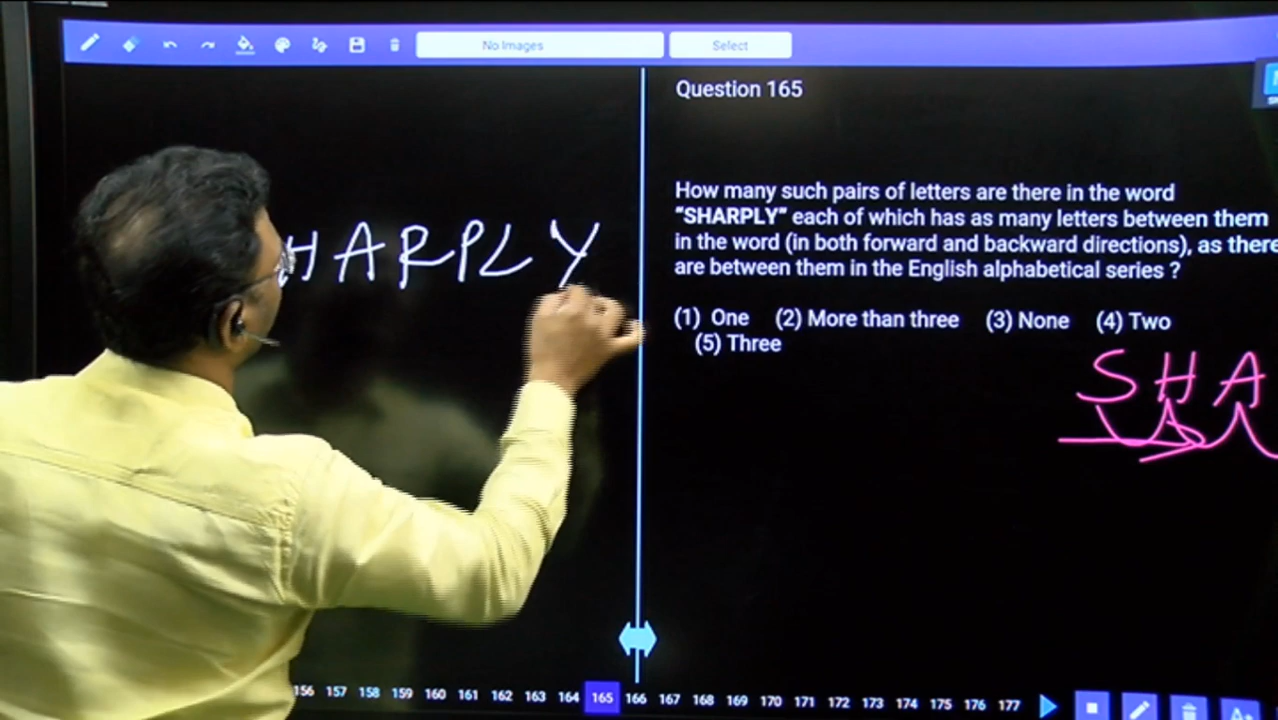 No Images Select
Question 165
HARPLY
How many such pairs of letters are there in the word
"SHARPLY" each of which has as many letters between them
in the word (in both forward and backward directions), as there
are between them in the English alphabetical series ?
(1) One (2) More than three (3) None (4) Two
(5) Three
SHA
156 157 158 159 160 161 162 163 164 165 166 167 168 169 170 171 172 173 174 175 176 177